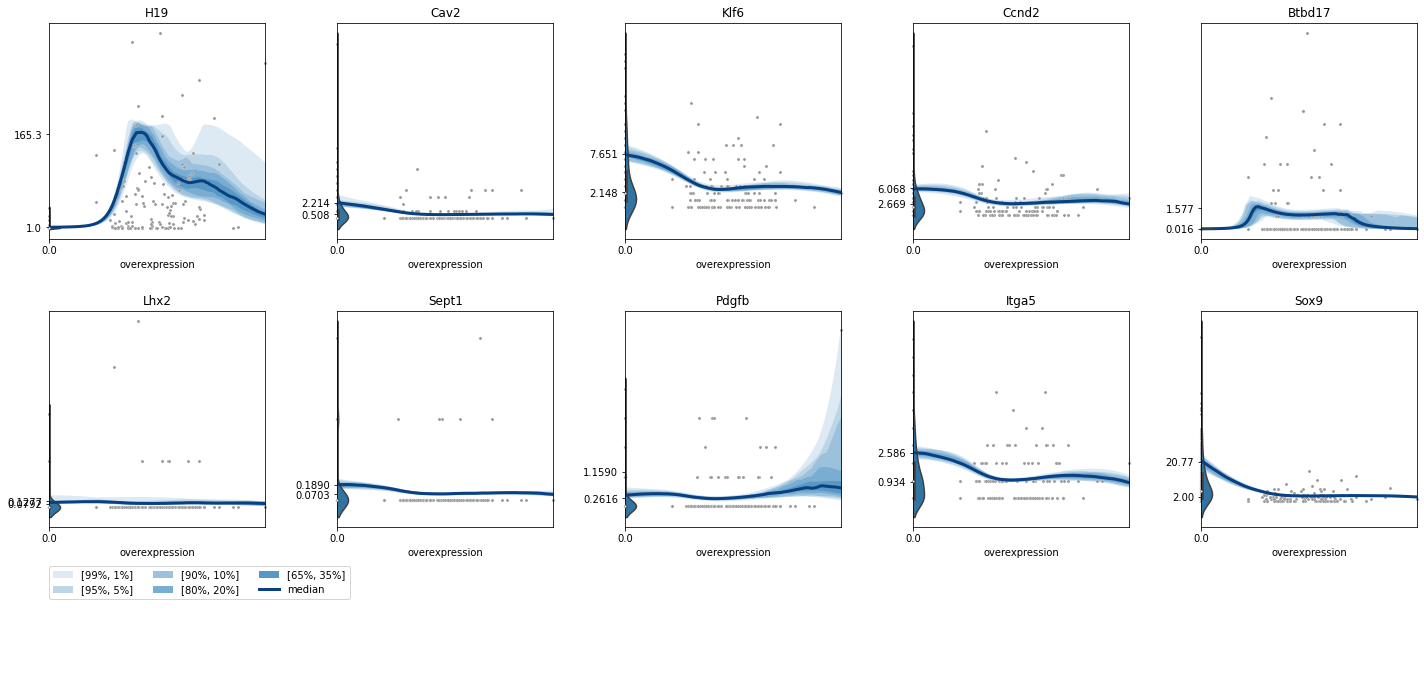 H19
Cav2
Klf6
Ccnd2
Btbd17
165.3
1.0
0.0
overexpression
2.214
0.508
0.0
overexpression
7.651
2.148
0.0
overexpression
6.068
2.669
0.0
overexpression
1.577
0.016
0.0
overexpression
Lhx2
Sept1
Pdgfb
Itga5
Sox9
0.0792
0.0
overexpression
0.1890
0.0703
0.0
overexpression
1.1590
0.2616
0.0
overexpression
2.586
0.934
0.0
overexpression
20.77
2.00
0.0
overexpression
[99%, 1%]
[90%, 10%]
[65%, 35%]
[95%, 5%]
[80%, 20%]
median